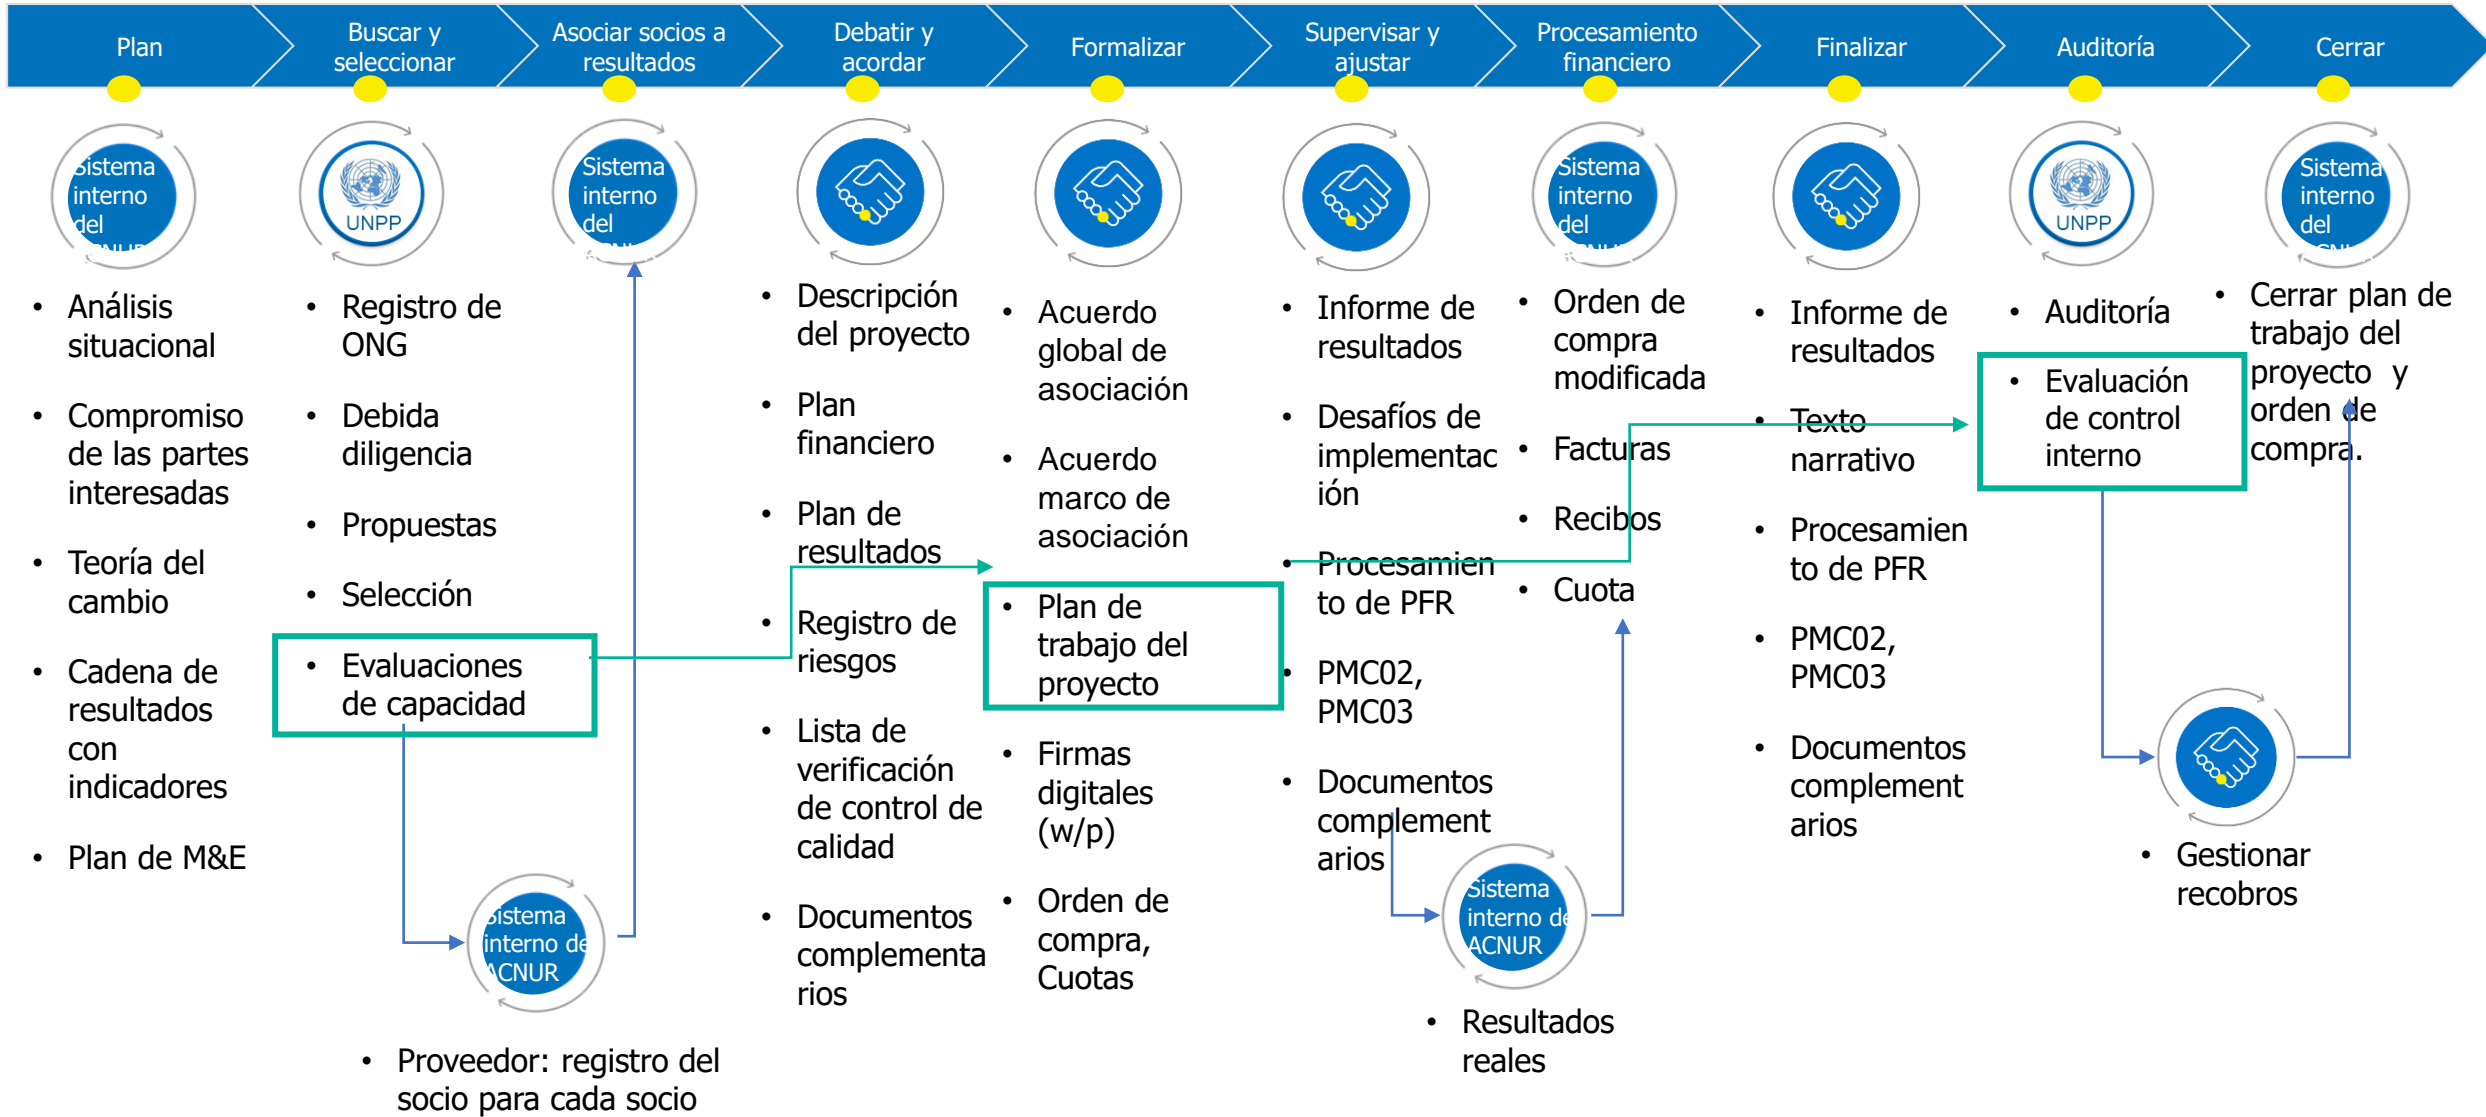 Plan
Buscar y
seleccionar
Asociar socios a
resultados
Debatir y
acordar
Formalizar
Supervisar y
ajustar
Procesamiento
financiero
Finalizar
Auditoría
Cerrar
Sistema
interno
del
UNPP
Sistema
interno
del
Sistema
interno
del
UNPP
Sistema
interno
del
• Análisis
situacional
• Compromiso
de las partes
interesadas
• Teoría del
cambio
• Cadena de
resultados
con
indicadores
• Plan de M&E
• Registro de
ONG
• Debida
diligencia
• Propuestas
• Selección
• Evaluaciones
de capacidad
Sistema
interno de
ACNUR
• Proveedor: registro del
socio para cada socio
• Descripción
del proyecto
• Plan
financiero
• Plan de
resultados
• Registro de
riesgos
• Lista de
verificación
de control de
calidad
• Documentos
complementa
rios
• Acuerdo
global de
asociación
• Acuerdo
marco de
asociación
• Plan de
trabajo del
proyecto
• Firmas
digitales
(w/p)
• Orden de
compra,
Cuotas
• Informe de
resultados
• Desafíos de
implementac
ión
• Procesamien
to de PFR
• PMC02,
PMC03
• Documentos
complement
arios
Sistema
interno de
ACNUR
• Resultados
reales
• Orden de
compra
modificada
• Facturas
• Recibos
• Cuota
• Informe de
resultados
• Texto
narrativo
• Procesamien
to de PFR
• PMC02,
PMC03
• Documentos
complement
arios
• Auditoría
• Evaluación
de control
interno
• Gestionar
recobros
• Cerrar plan de
trabajo del
proyecto y
orden de
compra.